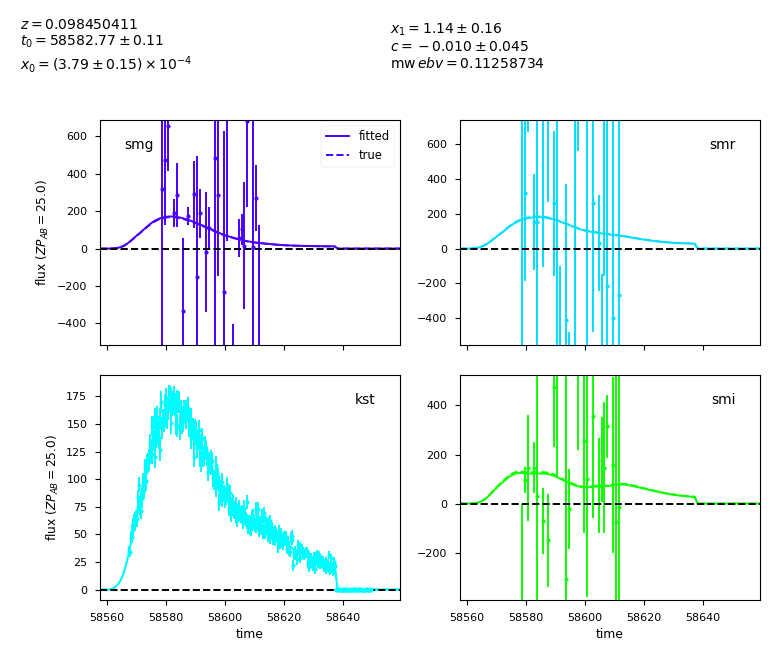 z = 0.098450411
t₀ = 58582.77 ± 0.11
x₀ = (3.79 ± 0.15) × 10⁻⁴
x₁ = 1.14 ± 0.16
c = −0.010 ± 0.045
mw ebv = 0.11258734
smg
fitted
true
600
400
200
0
−200
−400
flux (ZP_AB = 25.0)
smr
600
400
200
0
−200
−400
kst
175
150
125
100
75
50
25
0
flux (ZP_AB = 25.0)
58560 58580 58600 58620 58640
time
smi
400
200
0
−200
58560 58580 58600 58620 58640
time